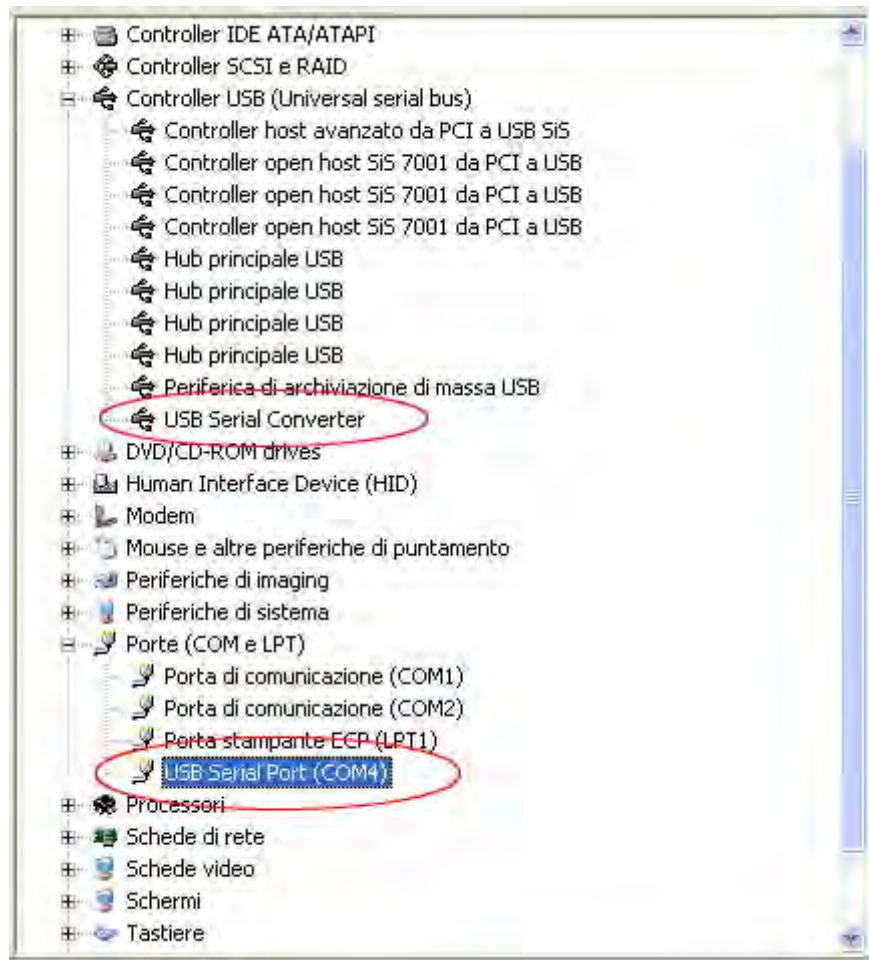 Controller IDE ATA/ATAPI
Controller SCSI e RAID
Controller USB (Universal serial bus)
Controller host avanzato da PCI a USB SiS
Controller open host SiS 7001 da PCI a USB
Controller open host SiS 7001 da PCI a USB
Controller open host SiS 7001 da PCI a USB
Hub principale USB
Hub principale USB
Hub principale USB
Hub principale USB
Periferica di archiviazione di massa USB
USB Serial Converter
DVD/CD-ROM drives
Human Interface Device (HID)
Modem
Mouse e altre periferiche di puntamento
Periferiche di imaging
Periferiche di sistema
Porte (COM e LPT)
Porta di comunicazione (COM1)
Porta di comunicazione (COM2)
Porta stampante ECP (LPT1)
USB Serial Port (COM4)
Processori
Schede di rete
Schede video
Schermi
Tastiere